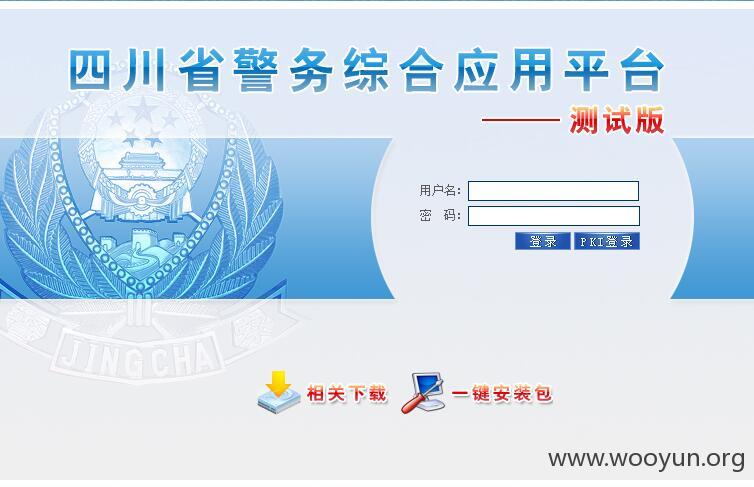 四川省警务综合应用平台
测试版
用户名:
密 码:
登录 PKI登录
JINGCHA
相关下载 一键安装包
www.wooyun.org